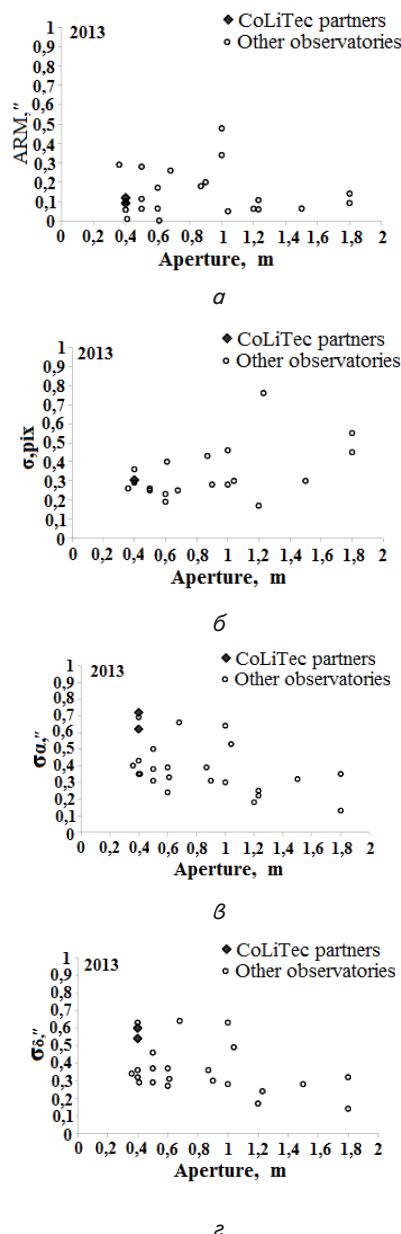 2013
◆ CoLiTec partners
○ Other observatories
ARM,″
1
0,9
0,8
0,7
0,6
0,5
0,4
0,3
0,2
0,1
0
0 0,2 0,4 0,6 0,8 1 1,2 1,4 1,6 1,8 2
Aperture, m
а
2013
◆ CoLiTec partners
○ Other observatories
σ,pix
1
0,9
0,8
0,7
0,6
0,5
0,4
0,3
0,2
0,1
0
0 0,2 0,4 0,6 0,8 1 1,2 1,4 1,6 1,8 2
Aperture, m
б
2013
◆ CoLiTec partners
○ Other observatories
σα,″
1
0,9
0,8
0,7
0,6
0,5
0,4
0,3
0,2
0,1
0
0 0,2 0,4 0,6 0,8 1 1,2 1,4 1,6 1,8 2
Aperture, m
в
2013
◆ CoLiTec partners
○ Other observatories
σδ,″
1
0,9
0,8
0,7
0,6
0,5
0,4
0,3
0,2
0,1
0
0 0,2 0,4 0,6 0,8 1 1,2 1,4 1,6 1,8 2
Aperture, m
г